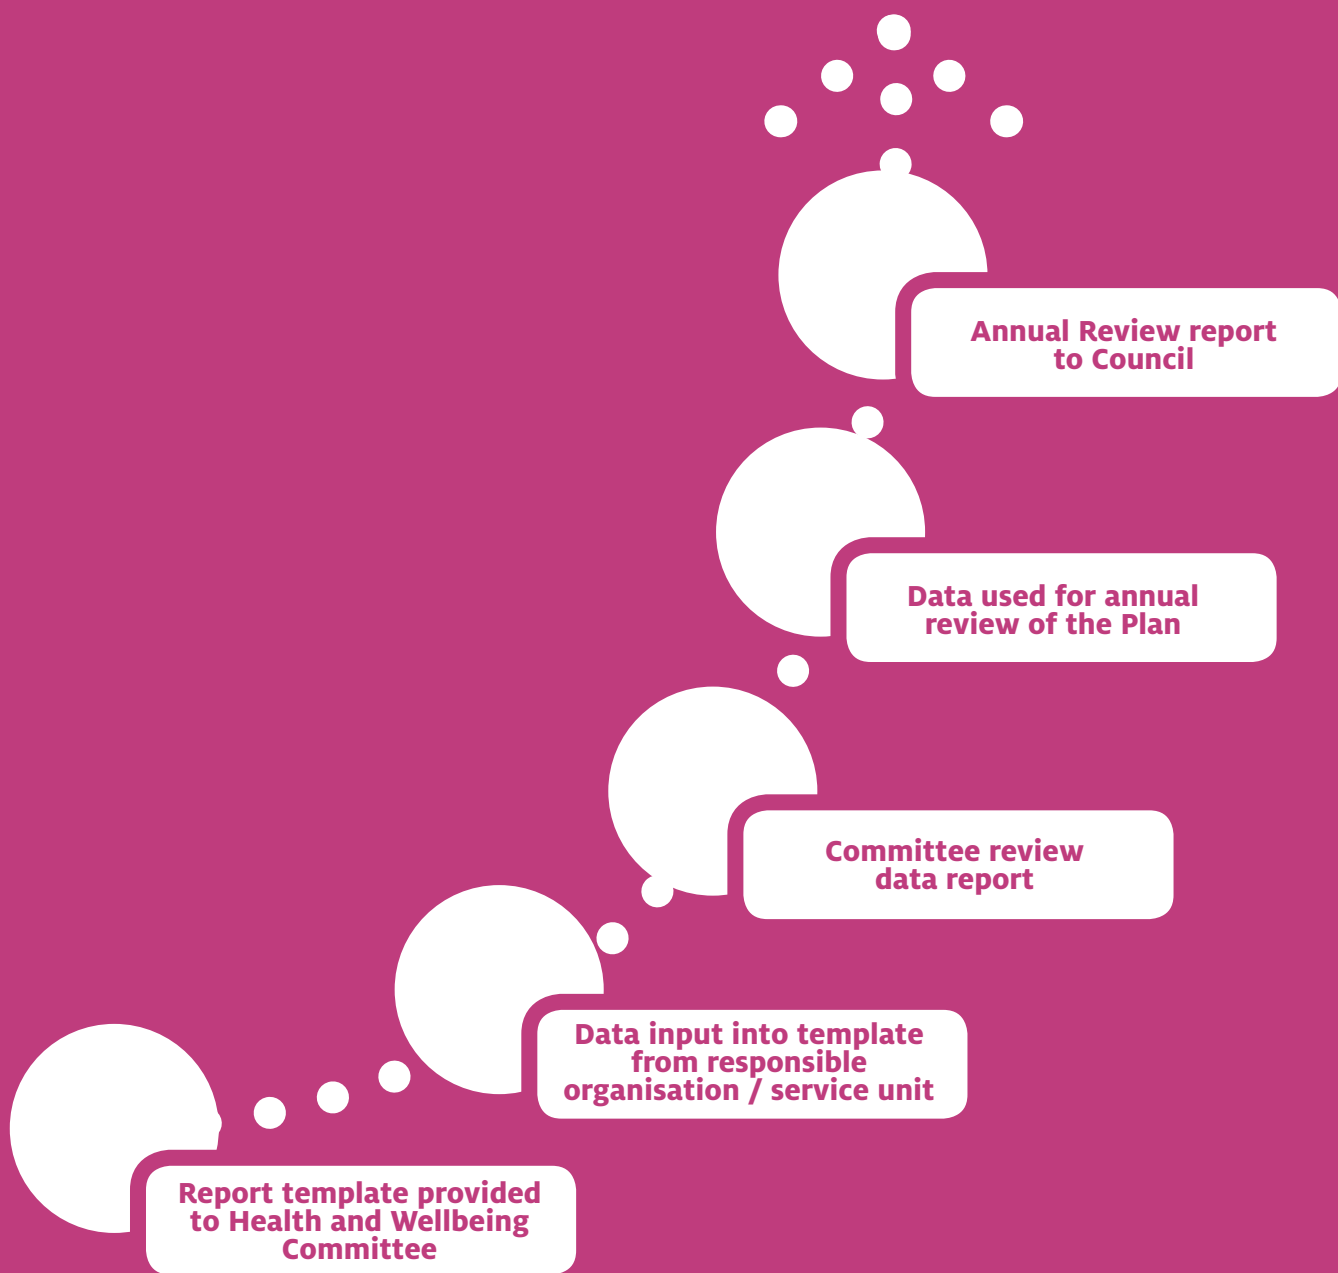 Annual Review report
to Council
Data used for annual
review of the Plan
Committee review
data report
Data input into template
from responsible
organisation / service unit
Report template provided
to Health and Wellbeing
Committee